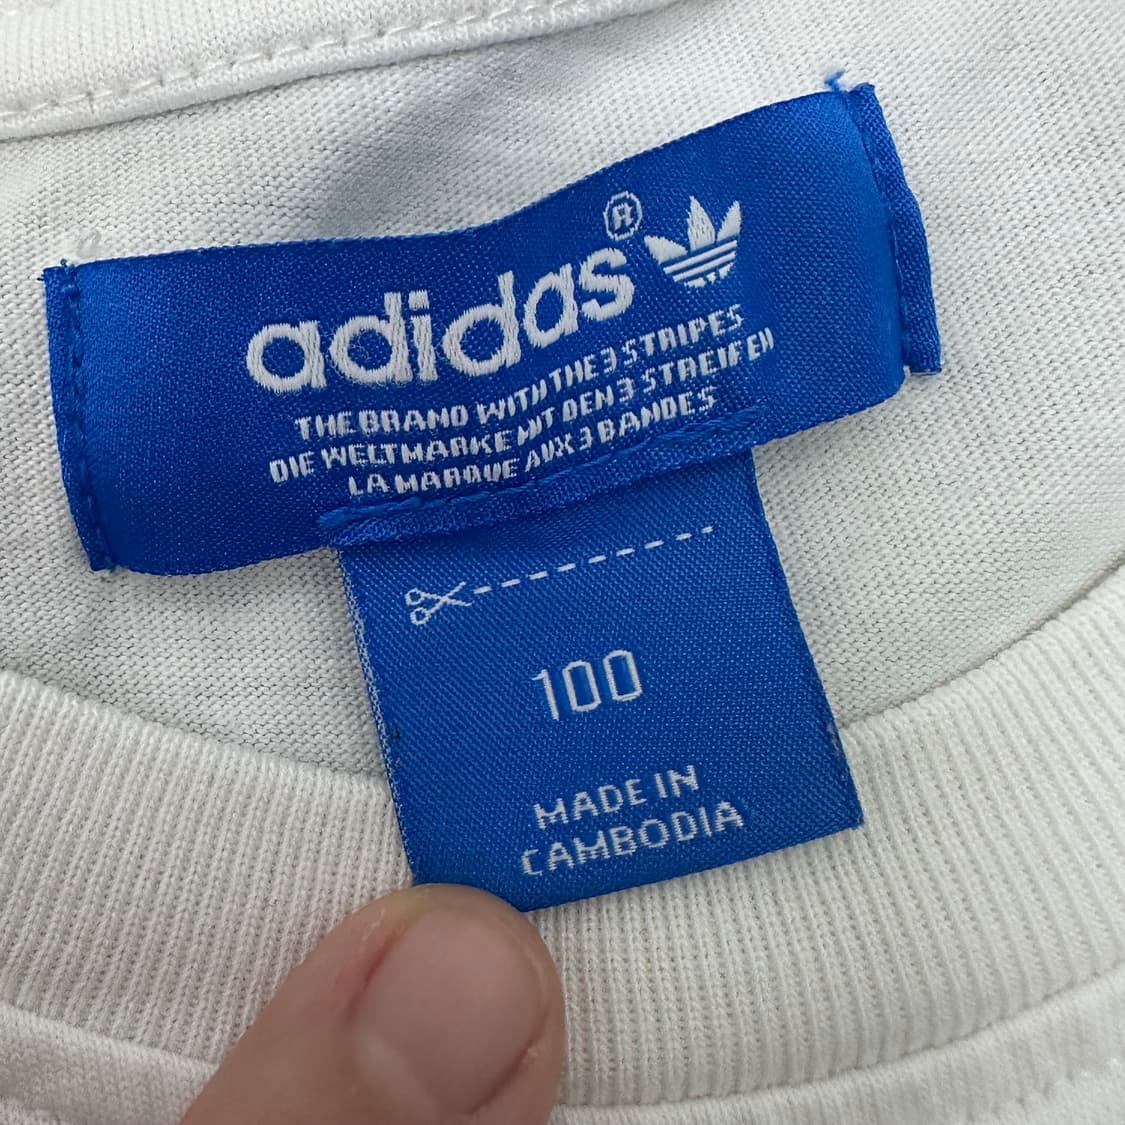 adidas®
THE BRAND WITH THE 3 STRIPES
DIE WELTMARKE MIT DEN 3 STREIFEN
LA MARQUE AUX 3 BANDES
100
MADE IN
CAMBODIA